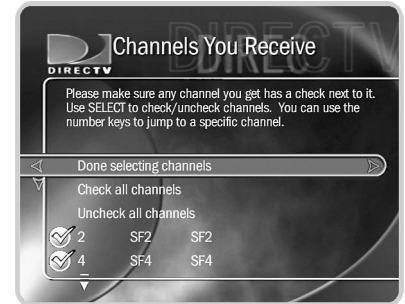 DIRECTV
Channels You Receive
DIRECTV
Please make sure any channel you get has a check next to it.
Use SELECT to check/uncheck channels. You can use the
number keys to jump to a specific channel.
Done selecting channels
Check all channels
Uncheck all channels
2 SF2 SF2
4 SF4 SF4